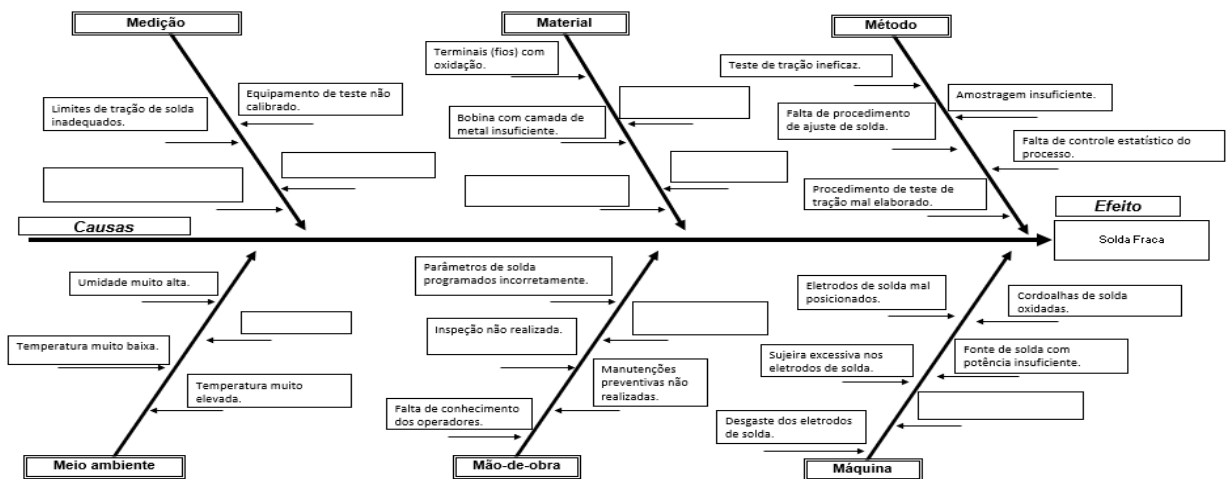 Medição
Material
Método
Terminais (fios) com
oxidação.
Teste de tração ineficaz.
Equipamento de teste não
calibrado.
Amostragem insuficiente.
Limites de tração de solda
inadequados.
Bobina com camada de
metal insuficiente.
Falta de procedimento
de ajuste de solda.
Falta de controle estatístico do
processo.
Procedimento de teste de
tração mal elaborado.
Causas
Efeito
Solda Fraca
Umidade muito alta.
Parâmetros de solda
programados incorretamente.
Eletrodos de solda mal
posicionados.
Cordoalhas de solda
oxidadas.
Temperatura muito baixa.
Inspeção não realizada.
Sujeira excessiva nos
eletrodos de solda.
Fonte de solda com
potência insuficiente.
Temperatura muito
elevada.
Manutenções
preventivas não
realizadas.
Falta de conhecimento
dos operadores.
Desgaste dos eletrodos
de solda.
Meio ambiente
Mão-de-obra
Máquina